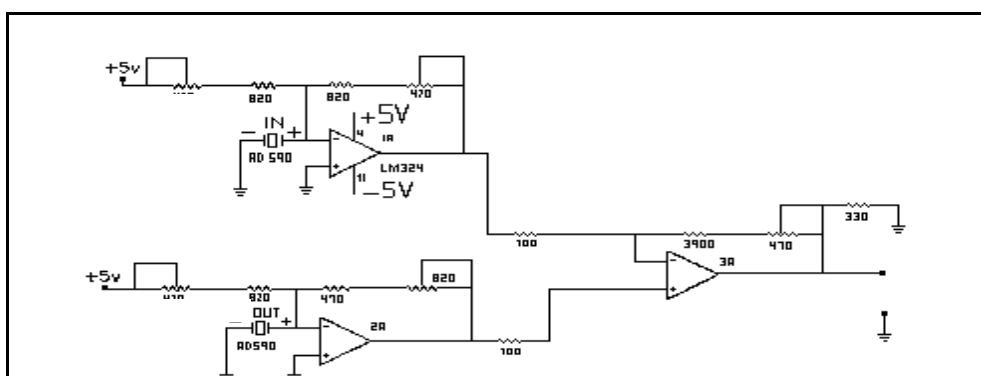 +5v
820
820
470
IN
- +
+5V
4
1A
AD 590
-
+
LM324
11
-5V
330
100
3900
470
3A
-
+
+5v
820
470
820
OUT
- +
2A
AD590
-
+
100